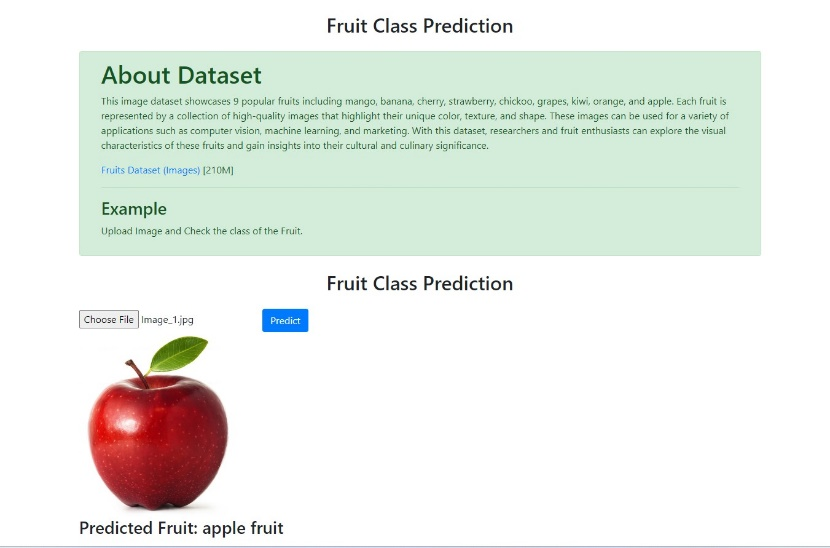 Fruit Class Prediction
About Dataset
This image dataset showcases 9 popular fruits including mango, banana, cherry, strawberry, chickoo, grapes, kiwi, orange, and apple. Each fruit is
represented by a collection of high-quality images that highlight their unique color, texture, and shape. These images can be used for a variety of
applications such as computer vision, machine learning, and marketing. With this dataset, researchers and fruit enthusiasts can explore the visual
characteristics of these fruits and gain insights into their cultural and culinary significance.
Fruits Dataset (Images) [210M]
Example
Upload Image and Check the class of the Fruit.
Fruit Class Prediction
Choose File Image_1.jpg Predict
Predicted Fruit: apple fruit